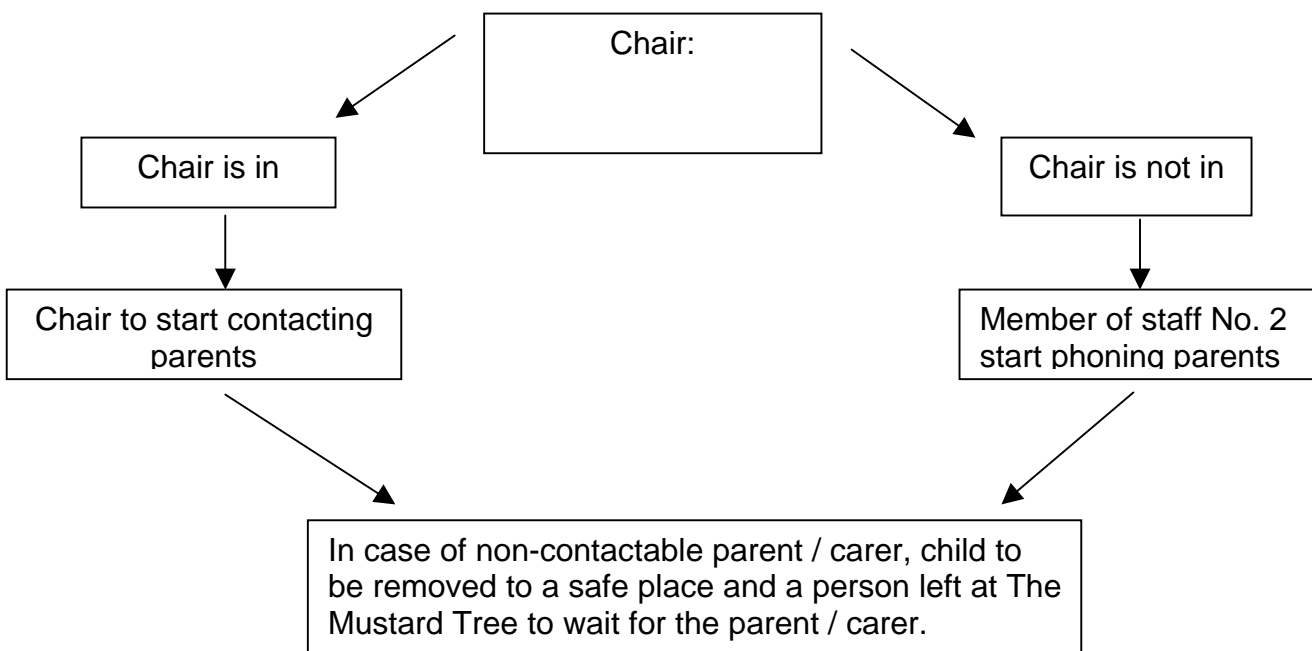 Chair:
Chair is in
Chair is not in
Chair to start contacting
parents
Member of staff No. 2
start phoning parents
In case of non-contactable parent / carer, child to
be removed to a safe place and a person left at The
Mustard Tree to wait for the parent / carer.